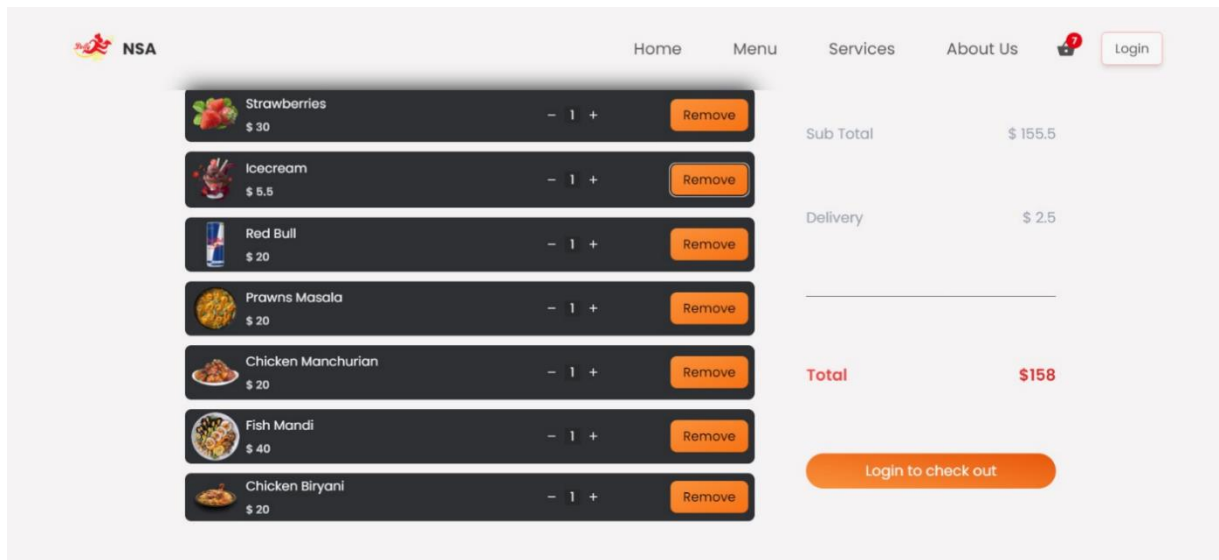 NSA
Home Menu Services About Us 7 Login
Strawberries
$ 30
- 1 +
Remove
Icecream
$ 5.5
- 1 +
Remove
Red Bull
$ 20
- 1 +
Remove
Prawns Masala
$ 20
- 1 +
Remove
Chicken Manchurian
$ 20
- 1 +
Remove
Fish Mandi
$ 40
- 1 +
Remove
Chicken Biryani
$ 20
- 1 +
Remove
Sub Total $ 155.5
Delivery $ 2.5
Total $158
Login to check out